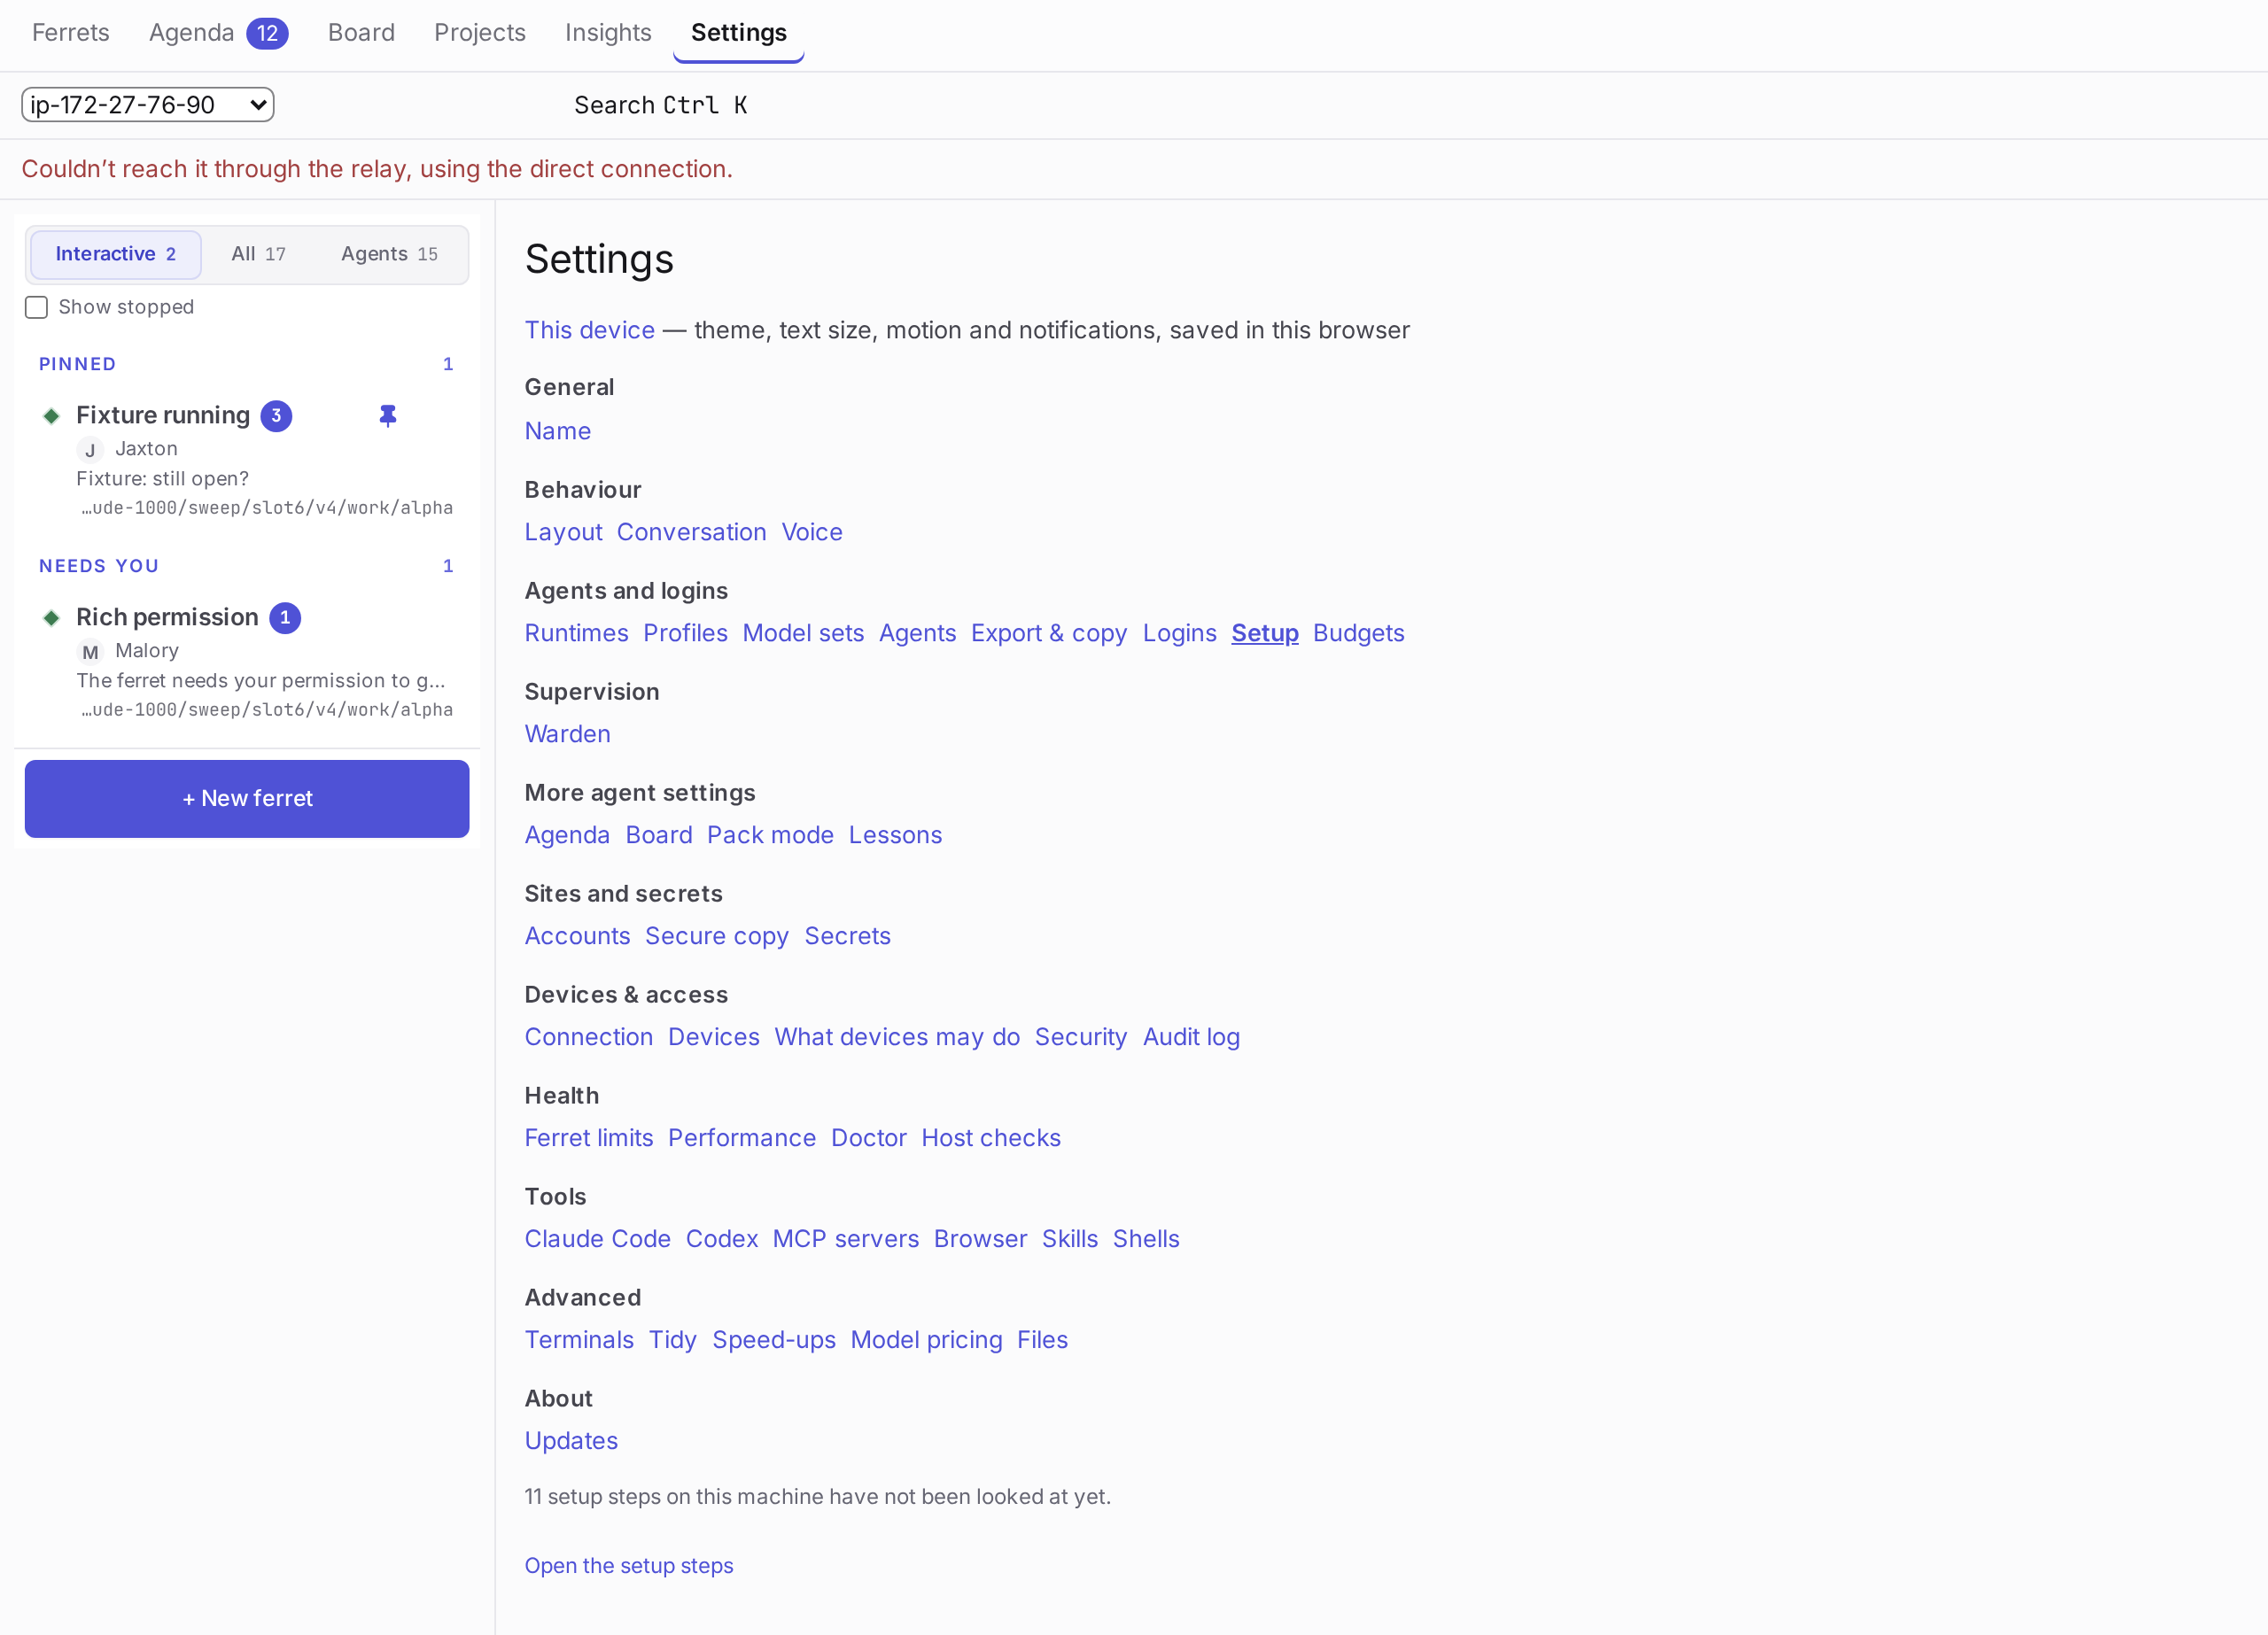 Ferrets Agenda 12 Board Projects Insights Settings
ip-172-27-76-90 Search Ctrl K
Couldn’t reach it through the relay, using the direct connection.
Interactive 2 All 17 Agents 15
Show stopped
PINNED 1
Fixture running 3
J Jaxton
Fixture: still open?
…ude-1000/sweep/slot6/v4/work/alpha
NEEDS YOU 1
Rich permission 1
M Malory
The ferret needs your permission to g…
…ude-1000/sweep/slot6/v4/work/alpha
+ New ferret
Settings
This device — theme, text size, motion and notifications, saved in this browser
General
Name
Behaviour
Layout Conversation Voice
Agents and logins
Runtimes Profiles Model sets Agents Export & copy Logins Setup Budgets
Supervision
Warden
More agent settings
Agenda Board Pack mode Lessons
Sites and secrets
Accounts Secure copy Secrets
Devices & access
Connection Devices What devices may do Security Audit log
Health
Ferret limits Performance Doctor Host checks
Tools
Claude Code Codex MCP servers Browser Skills Shells
Advanced
Terminals Tidy Speed-ups Model pricing Files
About
Updates
11 setup steps on this machine have not been looked at yet.
Open the setup steps